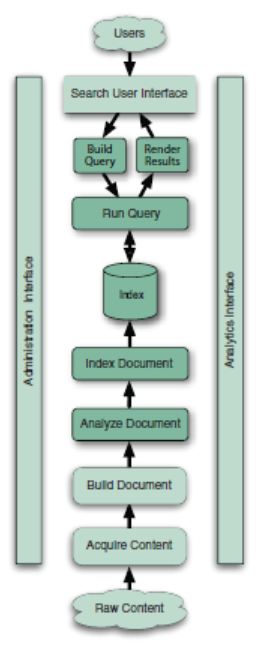 Users
Search User Interface
Build
Query
Render
Results
Run Query
Administration Interface
Index
Analytics Interface
Index Document
Analyze Document
Build Document
Acquire Content
Raw Content